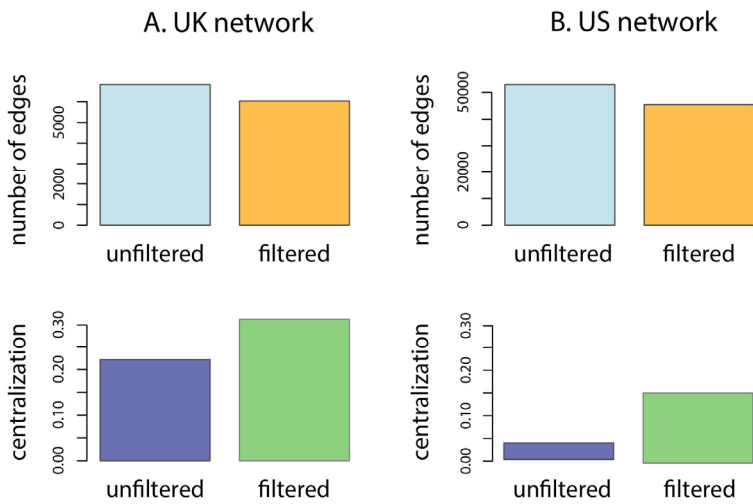 A. UK network
B. US network
number of edges
0
2000
5000
unfiltered
filtered
number of edges
0
20000
50000
unfiltered
filtered
centralization
0.00
0.10
0.20
0.30
unfiltered
filtered
centralization
0.00
0.10
0.20
0.30
unfiltered
filtered